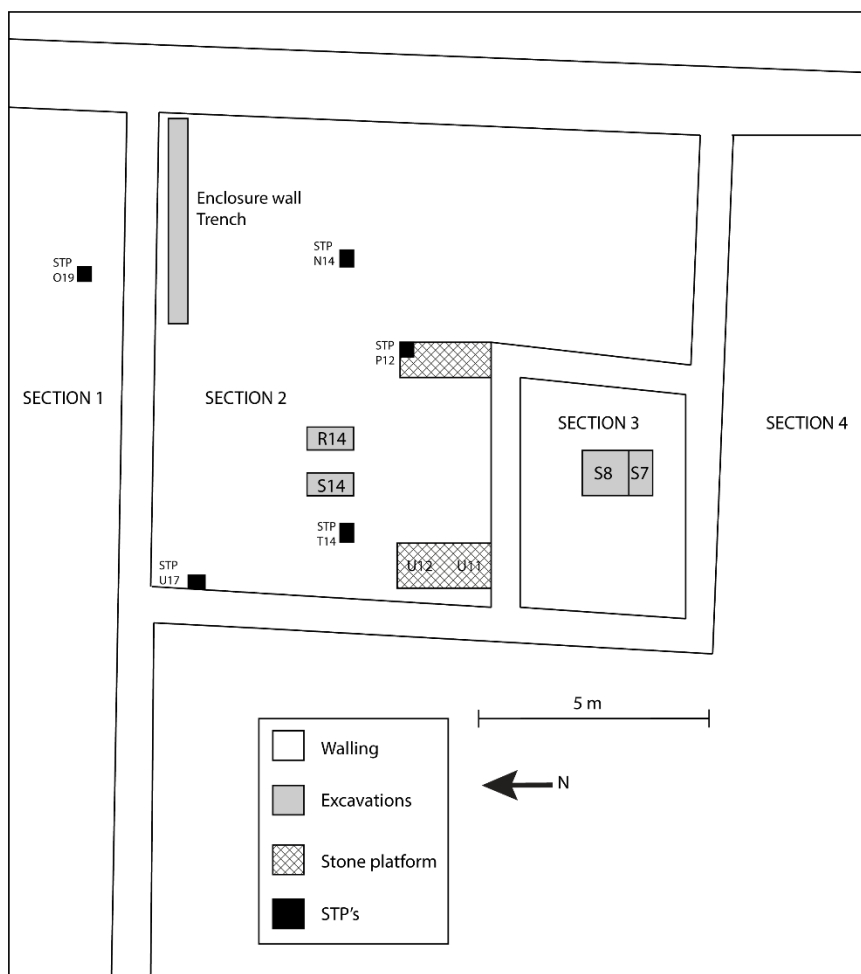 Enclosure wall
Trench
STP
N14
STP
O19
STP
P12
SECTION 1
SECTION 2
SECTION 3
SECTION 4
R14
S8
S7
S14
STP
T14
U12
U11
STP
U17
5 m
Walling
N
Excavations
Stone platform
STP's